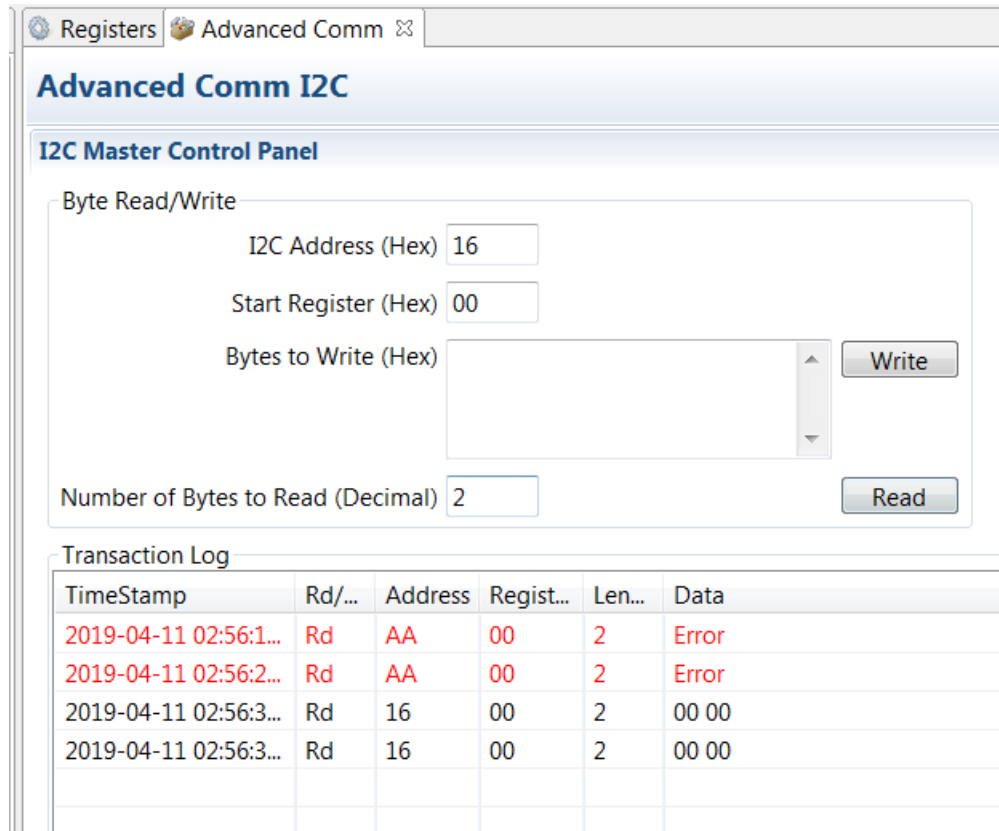 Registers Advanced Comm
Advanced Comm I2C
I2C Master Control Panel
Byte Read/Write
I2C Address (Hex) 16
Start Register (Hex) 00
Bytes to Write (Hex) Write
Number of Bytes to Read (Decimal) 2 Read
Transaction Log
TimeStamp Rd/... Address Regist... Len... Data
2019-04-11 02:56:1... Rd AA 00 2 Error
2019-04-11 02:56:2... Rd AA 00 2 Error
2019-04-11 02:56:3... Rd 16 00 2 00 00
2019-04-11 02:56:3... Rd 16 00 2 00 00